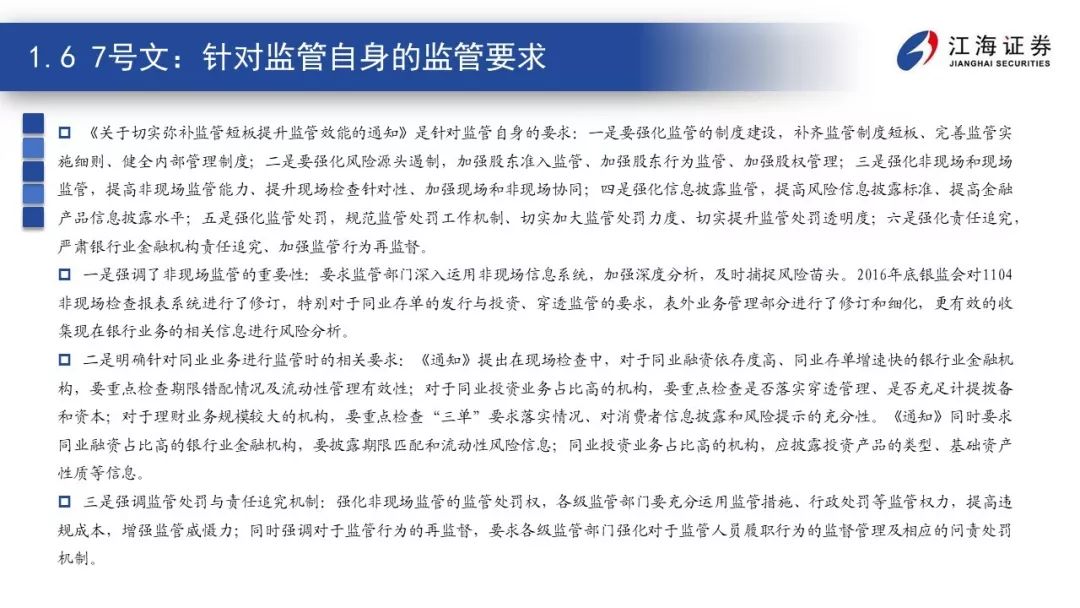 1.6 7号文：针对监管自身的监管要求
江海证券
JIANGHAI SECURITIES
《关于切实弥补监管短板提升监管效能的通知》是针对监管自身的要求：一是要强化监管的制度建设，补齐监管制度短板、完善监管实
施细则、健全内部管理制度；二是要强化风险源头遏制，加强股东准入监管、加强股东行为监管、加强股权管理；三是强化非现场和现场
监管，提高非现场监管能力、提升现场检查针对性、加强现场和非现场协同；四是强化信息披露监管，提高风险信息披露标准、提高金融
产品信息披露水平；五是强化监管处罚，规范监管处罚工作机制、切实加大监管处罚力度、切实提升监管处罚透明度；六是强化责任追究，
严肃银行业金融机构责任追究、加强监管行为再监督。
一是强调了非现场监管的重要性：要求监管部门深入运用非现场信息系统，加强深度分析，及时捕捉风险苗头。2016年底银监会对1104
非现场检查报表系统进行了修订，特别对于同业存单的发行与投资、穿透监管的要求，表外业务管理部分进行了修订和细化，更有效的收
集现在银行业务的相关信息进行风险分析。
二是明确针对同业业务进行监管时的相关要求：《通知》提出在现场检查中，对于同业融资依存度高、同业存单增速快的银行业金融机
构，要重点检查期限错配情况及流动性管理有效性；对于同业投资业务占比高的机构，要重点检查是否落实穿透管理、是否充足计提拨备
和资本；对于理财业务规模较大的机构，要重点检查“三单”要求落实情况、对消费者信息披露和风险提示的充分性。《通知》同时要求
同业融资占比高的银行业金融机构，要披露期限匹配和流动性风险信息；同业投资业务占比高的机构，应披露投资产品的类型、基础资产
性质等信息。
三是强调监管处罚与责任追究机制：强化非现场监管的监管处罚权，各级监管部门要充分运用监管措施、行政处罚等监管权力，提高违
规成本，增强监管威慑力；同时强调对于监管行为的再监督，要求各级监管部门强化对于监管人员履职行为的监督管理及相应的问责处罚
机制。